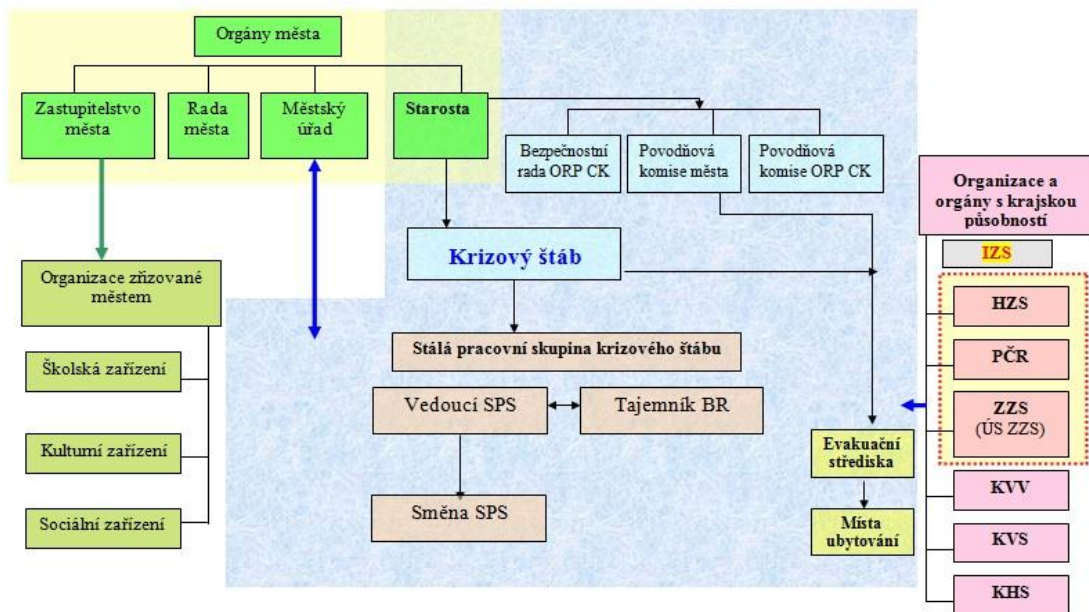 Orgány města
Zastupitelstvo
města
Rada
města
Městský
úřad
Starosta
Bezpečnostní
rada ORP CK
Povodňová
komise města
Povodňová
komise ORP CK
Organizace a
orgány s krajskou
působností
IZS
Krizový štáb
Organizace zřizované
městem
HZS
Stálá pracovní skupina krizového štábu
PČR
Školská zařízení
Vedoucí SPS
Tajemník BR
ZZS
(ÚS ZZS)
Evakuační
střediska
Kulturní zařízení
KVV
Směna SPS
Sociální zařízení
Místa
ubytování
KVS
KHS